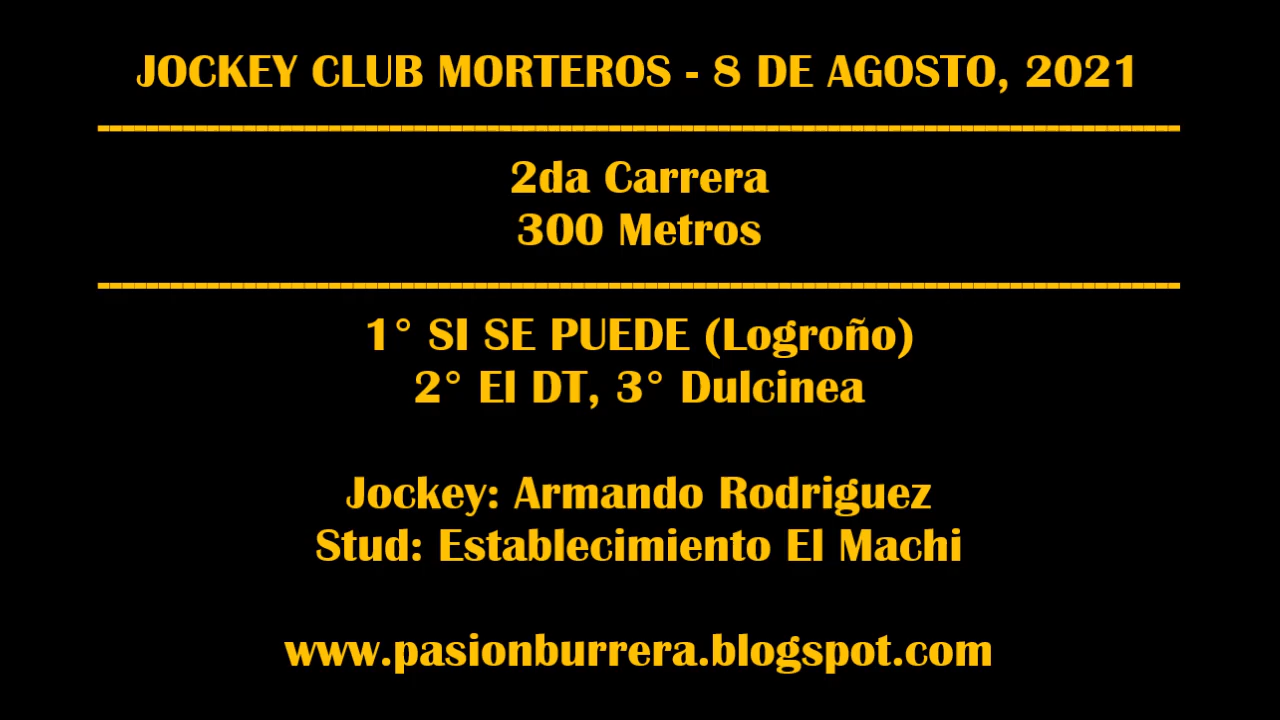 JOCKEY CLUB MORTEROS - 8 DE AGOSTO, 2021
2da Carrera
300 Metros
1° SI SE PUEDE (Logroño)
2° El DT, 3° Dulcinea
Jockey: Armando Rodriguez
Stud: Establecimiento El Machi
www.pasionburrera.blogspot.com